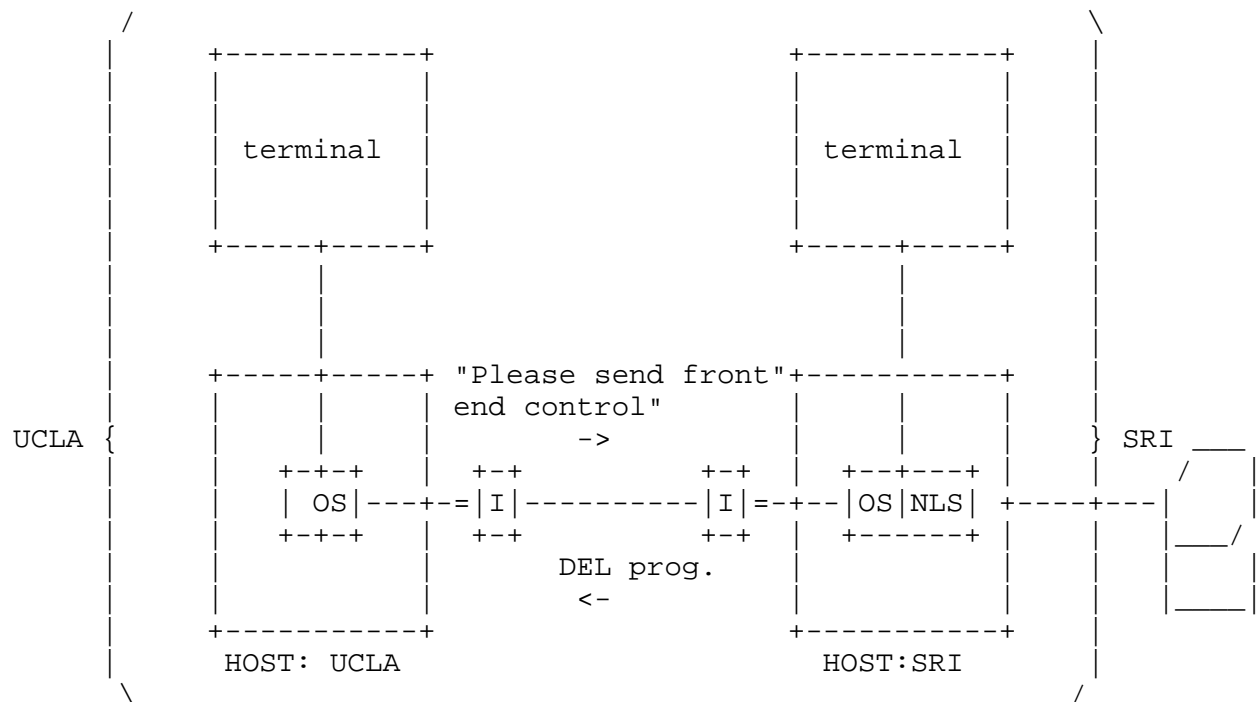 terminal terminal
"Please send front"
end control"
UCLA { -> } SRI
OS I I OS NLS
DEL prog.
<-
HOST: UCLA HOST:SRI